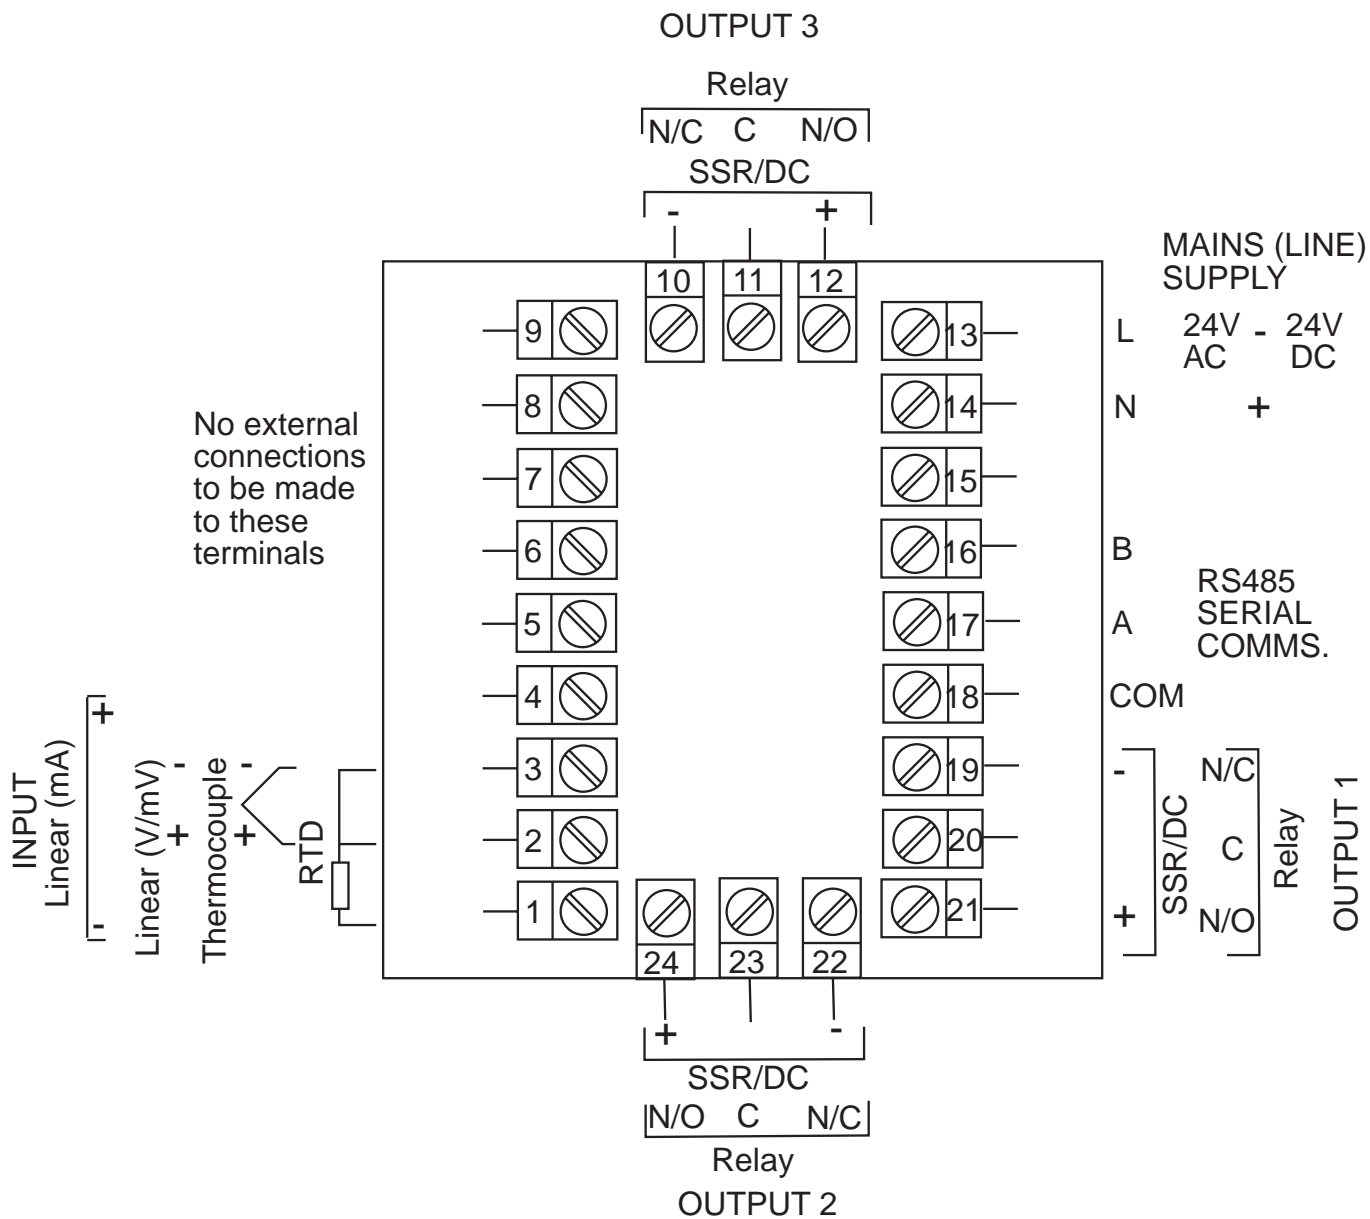 OUTPUT 3
Relay
N/C C N/O
SSR/DC
- +
10 11 12
MAINS (LINE)
SUPPLY
9
8
7
6
5
4
3
2
1
13
14
15
16
17
18
19
20
21
L
24V - 24V
AC DC
N +
B
A
COM
RS485
SERIAL
COMMS.
No external
connections
to be made
to these
terminals
INPUT
Linear (mA)
+
-
Linear (V/mV)
-
+
Thermocouple
-
+
RTD
-
+
SSR/DC
N/C
C
N/O
Relay
OUTPUT 1
24 23 22
+ -
SSR/DC
N/O C N/C
Relay
OUTPUT 2